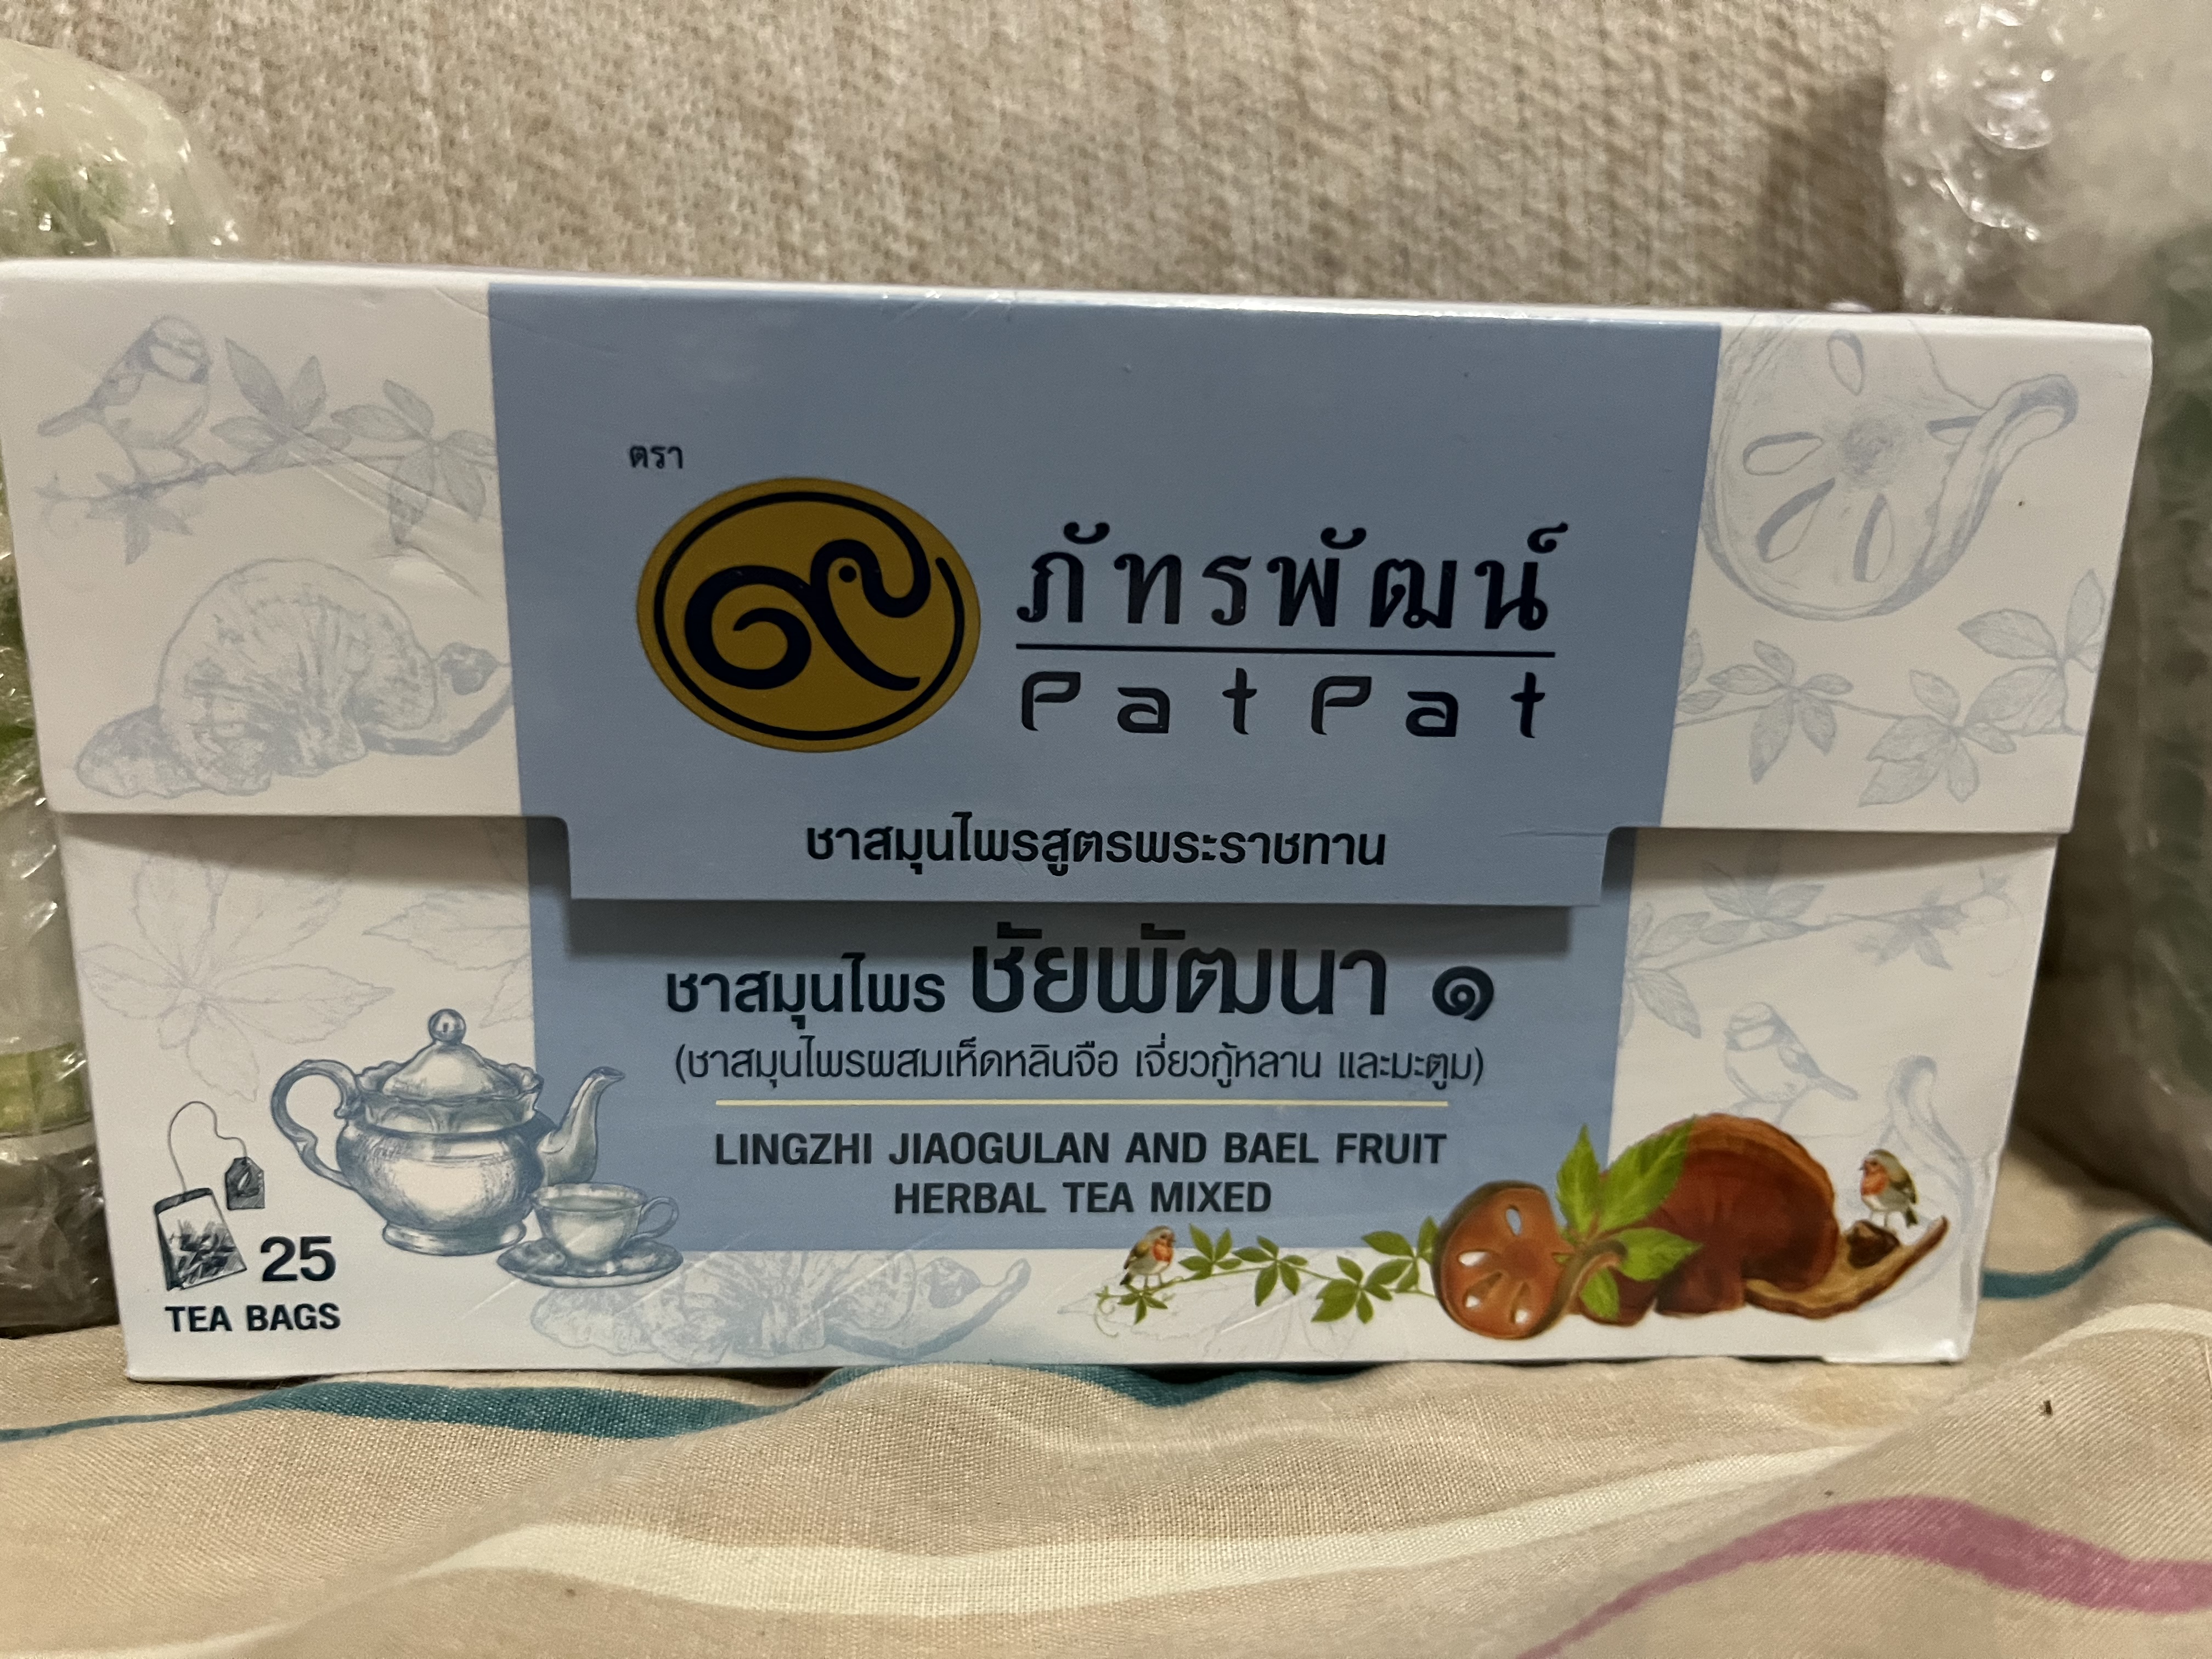 ตรา
ภัทรพัฒน์
PatPat
ชาสมุนไพรสูตรพระราชทาน
ชาสมุนไพร ชัยพัฒนา ๑
(ชาสมุนไพรผสมเห็ดหลินจือ เจี่ยวกู้หลาน และมะตูม)
LINGZHI JIAOGULAN AND BAEL FRUIT
HERBAL TEA MIXED
25
TEA BAGS